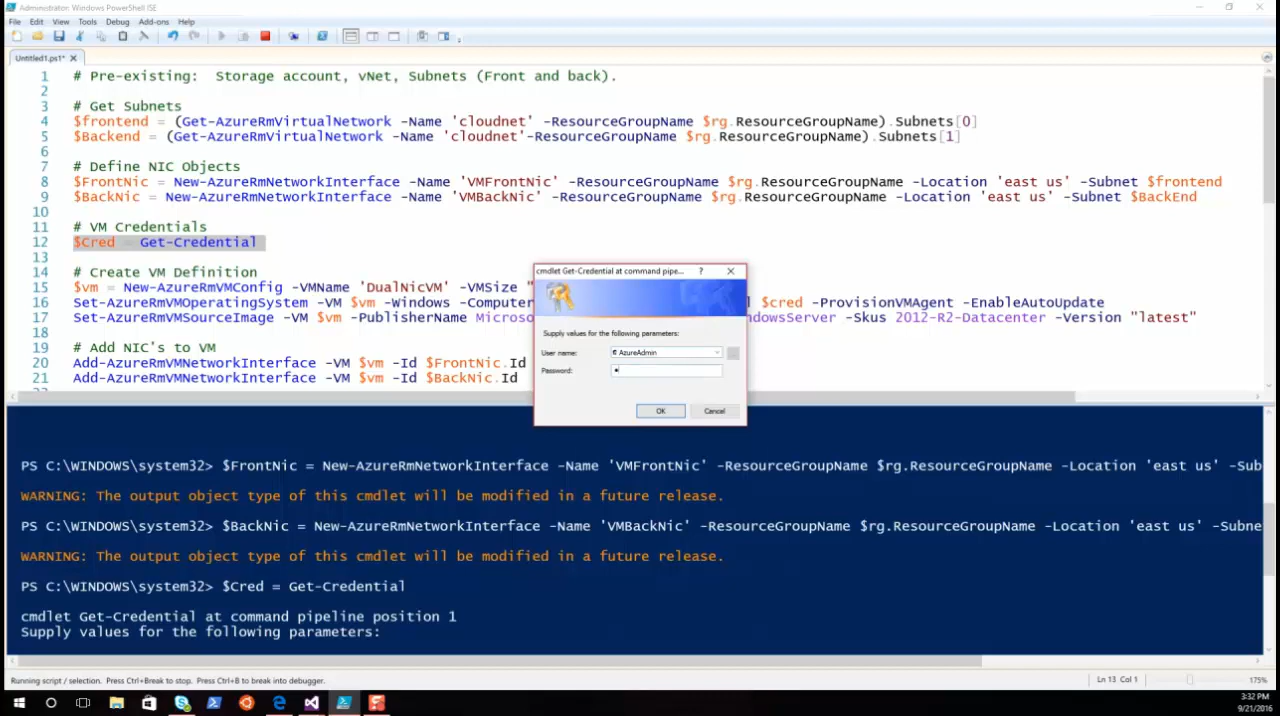 Administrator: Windows PowerShell ISE
File Edit View Tools Debug Add-ons Help
Untitled1.ps1* X
1 # Pre-existing:  Storage account, vNet, Subnets (Front and back).
2
3 # Get Subnets
4 $frontend = (Get-AzureRmVirtualNetwork -Name 'cloudnet' -ResourceGroupName $rg.ResourceGroupName).Subnets[0]
5 $Backend = (Get-AzureRmVirtualNetwork -Name 'cloudnet'-ResourceGroupName $rg.ResourceGroupName).Subnets[1]
6
7 # Define NIC Objects
8 $FrontNic = New-AzureRmNetworkInterface -Name 'VMFrontNic' -ResourceGroupName $rg.ResourceGroupName -Location 'east us' -Subnet $frontend
9 $BackNic = New-AzureRmNetworkInterface -Name 'VMBackNic' -ResourceGroupName $rg.ResourceGroupName -Location 'east us' -Subnet $BackEnd
10
11 # VM Credentials
12 $Cred = Get-Credential
13
14 # Create VM Definition
15 $vm = New-AzureRmVMConfig -VMName 'DualNicVM' -VMSize "
16 Set-AzureRmVMOperatingSystem -VM $vm -Windows -Computer l $cred -ProvisionVMAgent -EnableAutoUpdate
17 Set-AzureRmVMSourceImage -VM $vm -PublisherName Microso ndowsServer -Skus 2012-R2-Datacenter -Version "latest"
18
19 # Add NIC's to VM
20 Add-AzureRmVMNetworkInterface -VM $vm -Id $FrontNic.Id
21 Add-AzureRmVMNetworkInterface -VM $vm -Id $BackNic.Id
22
cmdlet Get-Credential at command pipe... ?
Supply values for the following parameters:
User name: AzureAdmin
Password: •
OK Cancel
PS C:\WINDOWS\system32> $FrontNic = New-AzureRmNetworkInterface -Name 'VMFrontNic' -ResourceGroupName $rg.ResourceGroupName -Location 'east us' -Sub
WARNING: The output object type of this cmdlet will be modified in a future release.
PS C:\WINDOWS\system32> $BackNic = New-AzureRmNetworkInterface -Name 'VMBackNic' -ResourceGroupName $rg.ResourceGroupName -Location 'east us' -Subne
WARNING: The output object type of this cmdlet will be modified in a future release.
PS C:\WINDOWS\system32> $Cred = Get-Credential
cmdlet Get-Credential at command pipeline position 1
Supply values for the following parameters:
Running script / selection.  Press Ctrl+Break to stop.  Press Ctrl+B to break into debugger.
Ln 13 Col 1 175%
3:32 PM
9/21/2016